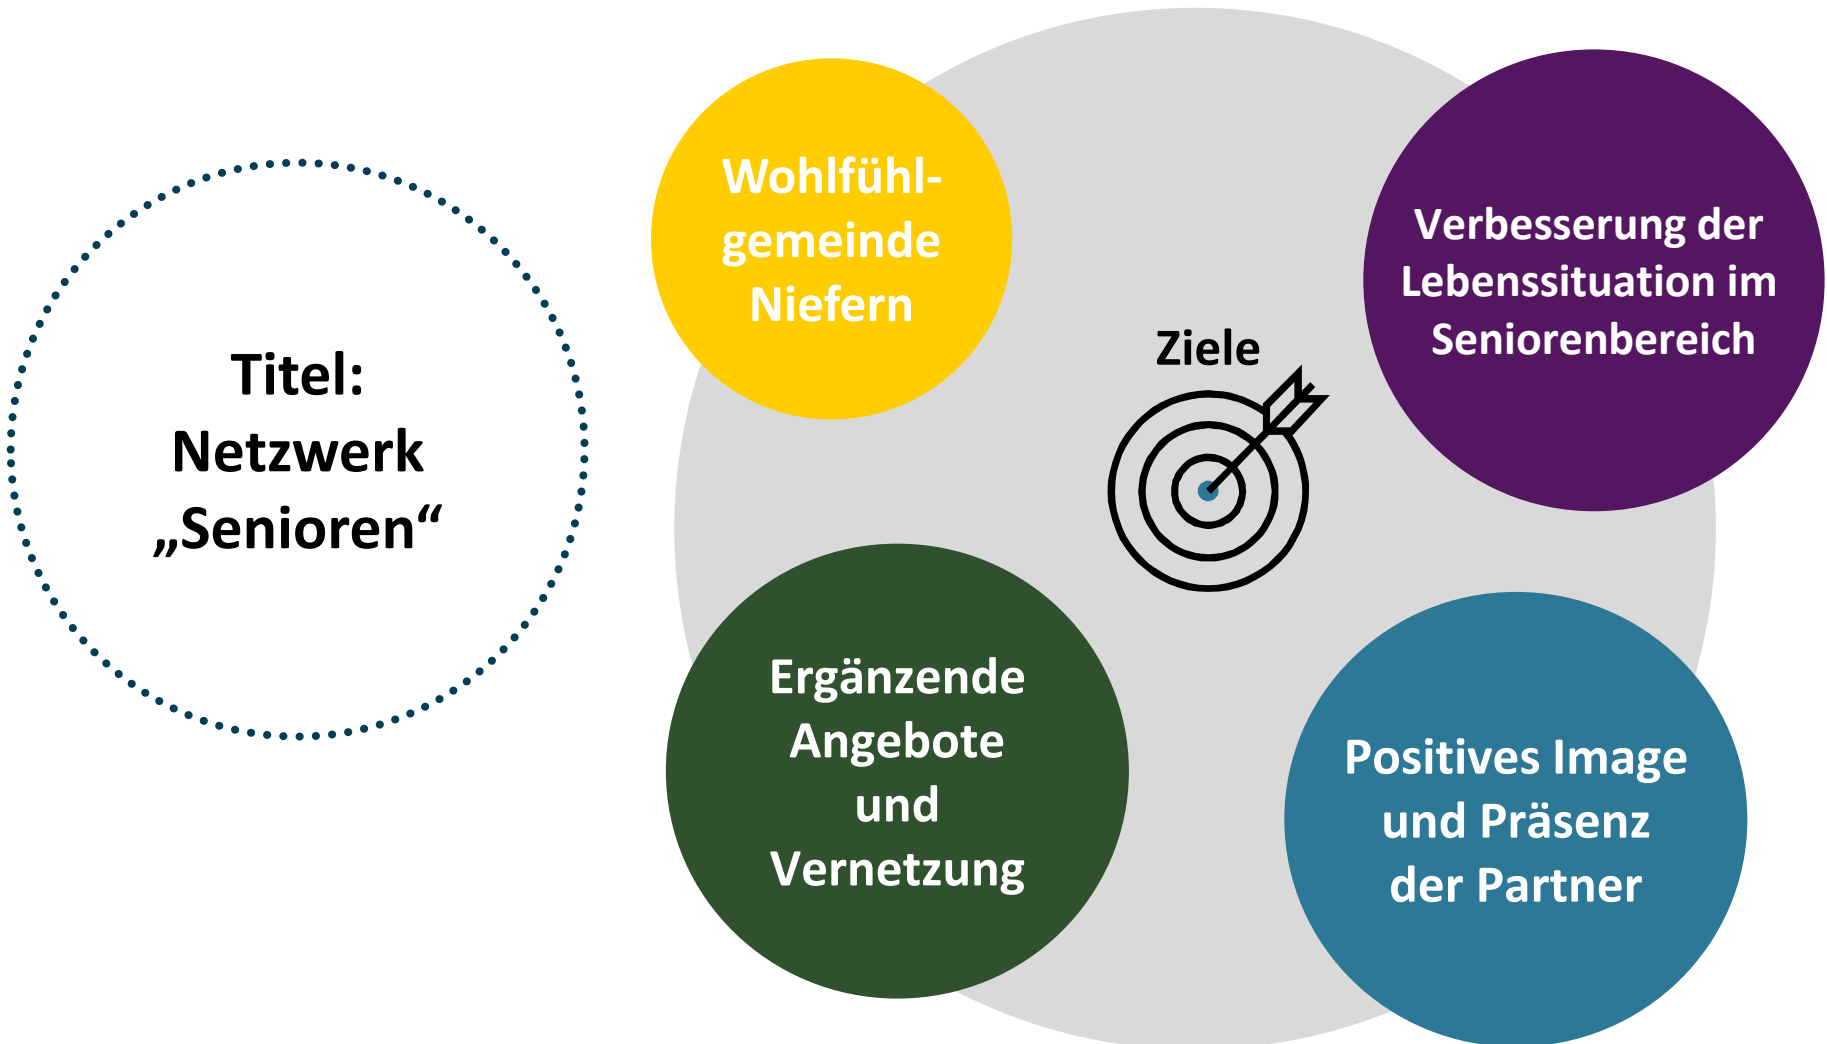 Titel:
Netzwerk
„Senioren“
Wohlfühl-
gemeinde
Niefern
Verbesserung der
Lebenssituation im
Seniorenbereich
Ziele
Ergänzende
Angebote
und
Vernetzung
Positives Image
und Präsenz
der Partner